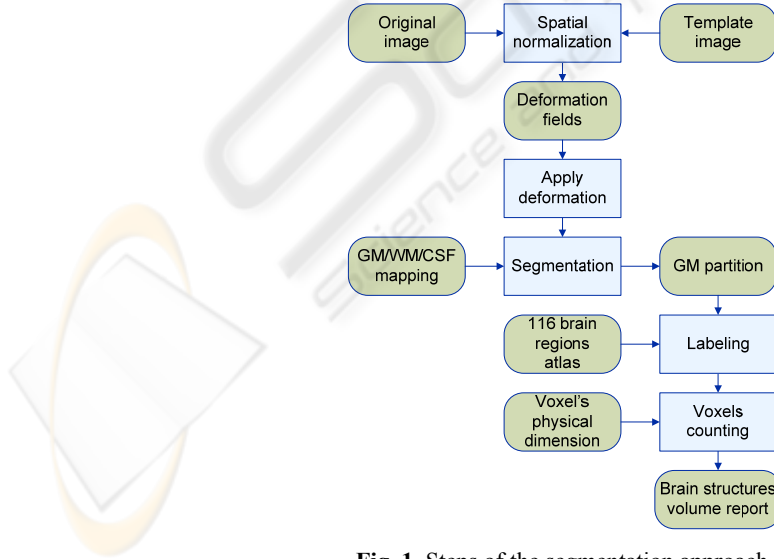 Original
image
Spatial
normalization
Template
image
Deformation
fields
Apply
deformation
GM/WM/CSF
mapping
Segmentation
GM partition
116 brain
regions
atlas
Labeling
Voxel's
physical
dimension
Voxels
counting
Brain structures
volume report
Science and
Fig. 1. Steps of the segmentation approach